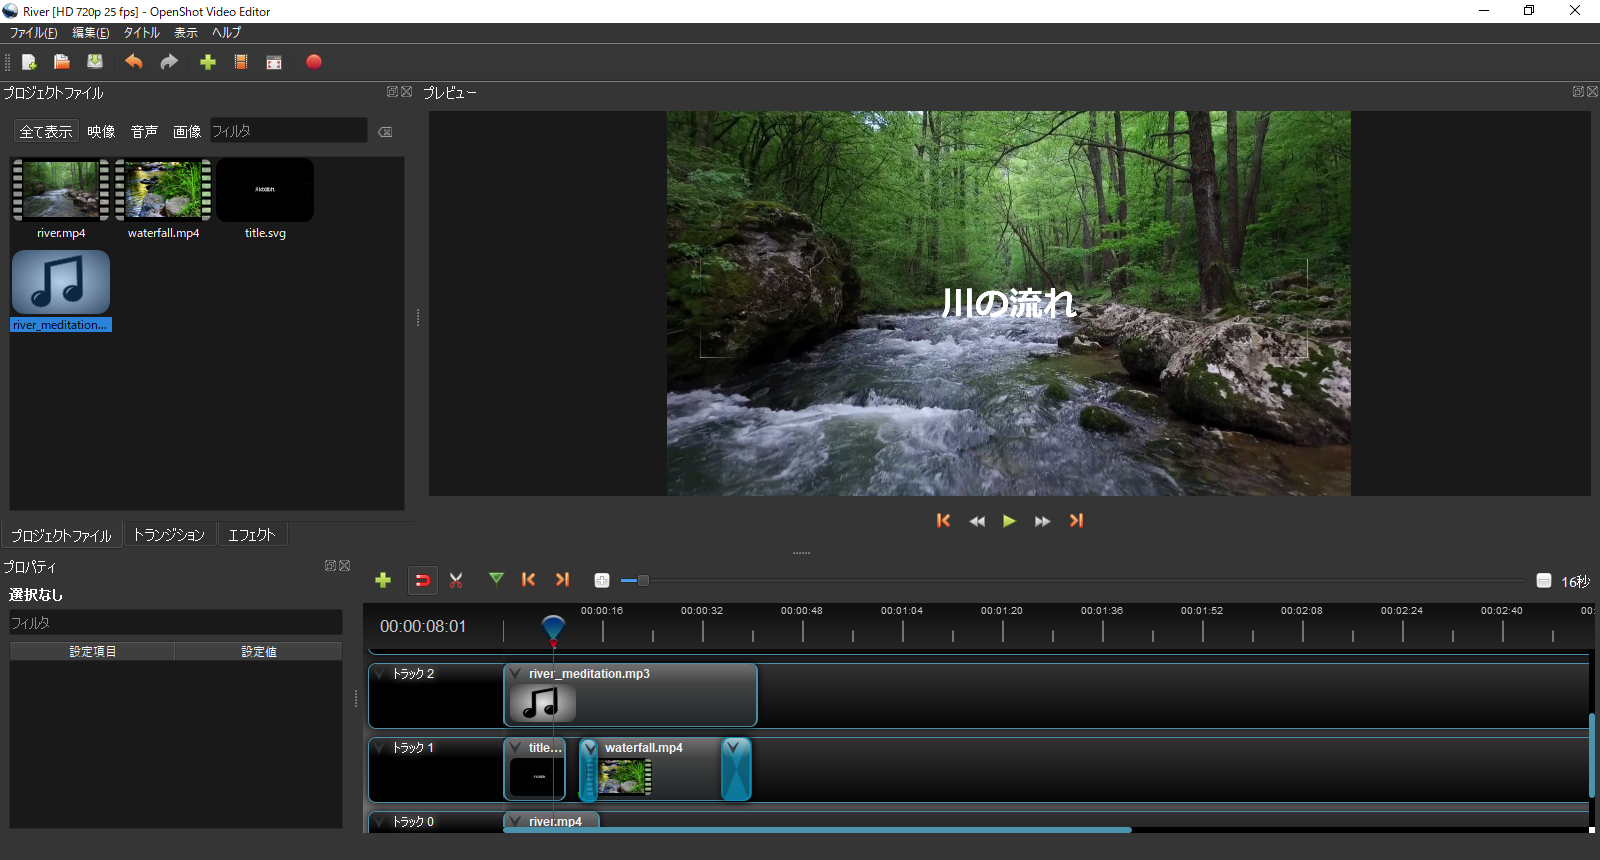 River [HD 720p 25 fps] - OpenShot Video Editor
ファイル(F) 編集(E) タイトル 表示 ヘルプ
プロジェクトファイル
プレビュー
全て表示 映像 音声 画像 フィルタ
川の流れ
river.mp4 waterfall.mp4 title.svg
river_meditation...
川の流れ
プロジェクトファイル トランジション エフェクト
プロパティ
選択なし
フィルタ
設定項目 設定値
16秒
00:00:08:01
00:00:16 00:00:32 00:00:48 00:01:04 00:01:20 00:01:36 00:01:52 00:02:08 00:02:24 00:02:40 00:
トラック 2 river_meditation.mp3
トラック 1 title... waterfall.mp4
トラック 0 river.mp4